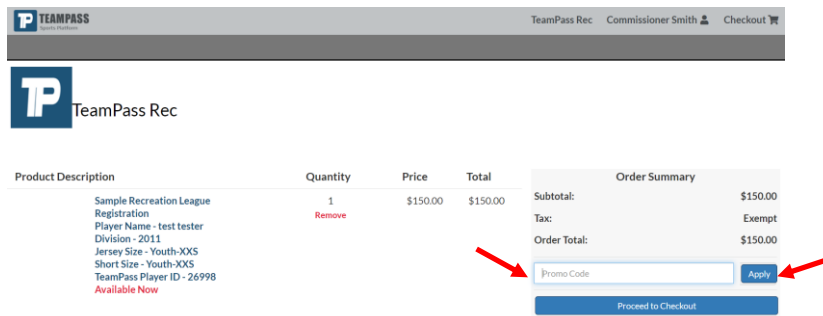 TEAMPASS
Sports Platform
TeamPass Rec Commissioner Smith Checkout
TP
TeamPass Rec
Product Description Quantity Price Total Order Summary
Sample Recreation League
Registration
Player Name - test tester
Division - 2011
Jersey Size - Youth-XXS
Short Size - Youth-XXS
TeamPass Player ID - 26998
Available Now
1
Remove
$150.00
$150.00
Subtotal: $150.00
Tax: Exempt
Order Total: $150.00
Promo Code Apply
Proceed to Checkout